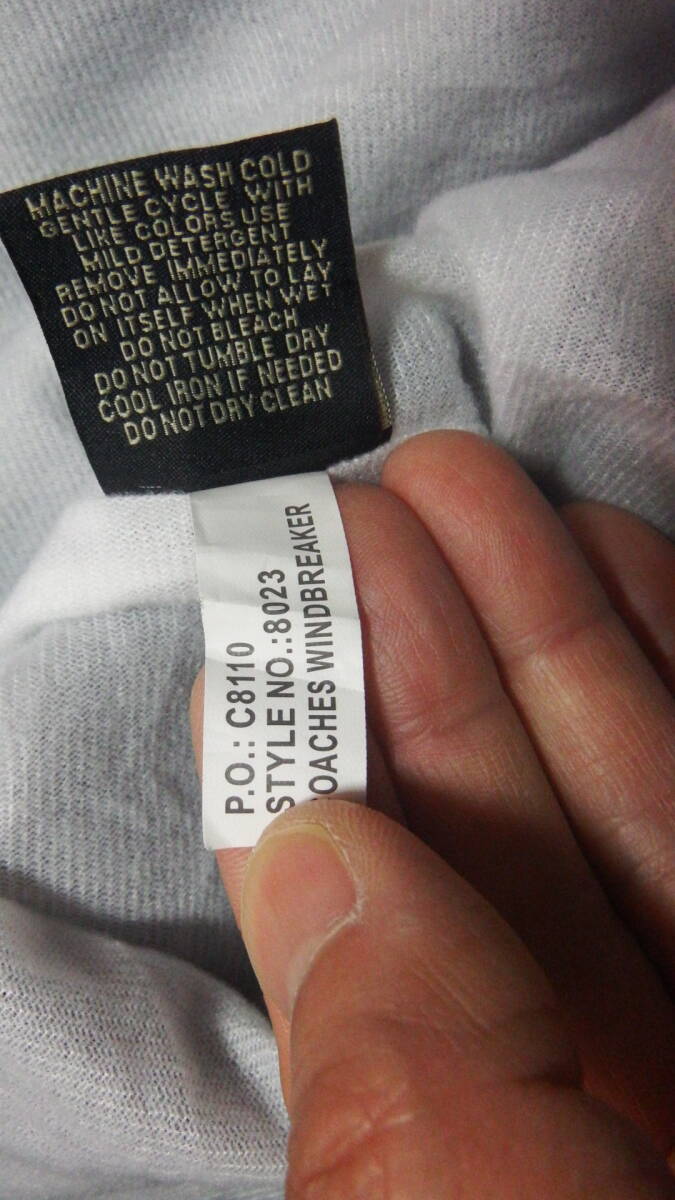 MACHINE WASH COLD
GENTLE CYCLE WITH
LIKE COLORS USE
MILD DETERGENT
REMOVE IMMEDIATELY
DO NOT ALLOW TO LAY
ON ITSELF WHEN WET
DO NOT BLEACH
DO NOT TUMBLE DRY
COOL IRON IF NEEDED
DO NOT DRY CLEAN
P.O.: C8110
STYLE NO.:8023
OACHES WINDBREAKER